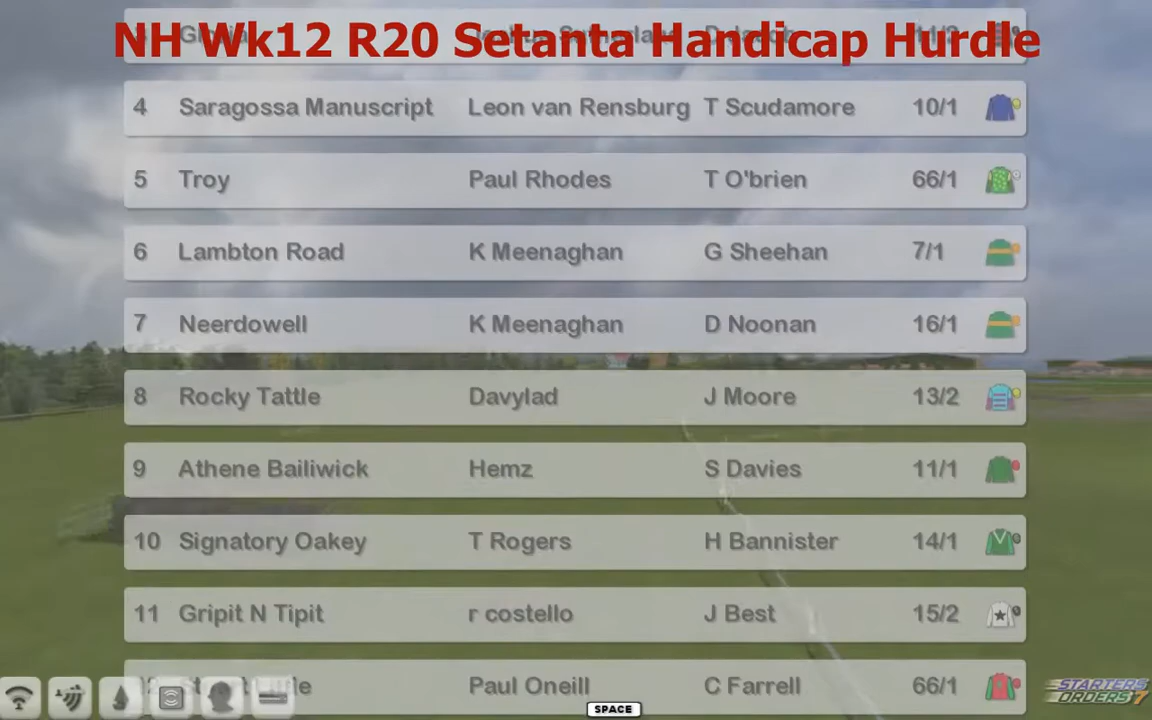 NH Wk12 R20 Setanta Handicap Hurdle
4 Saragossa Manuscript Leon van Rensburg T Scudamore 10/1
5 Troy Paul Rhodes T O'brien 66/1
6 Lambton Road K Meenaghan G Sheehan 7/1
7 Neerdowell K Meenaghan D Noonan 16/1
8 Rocky Tattle Davylad J Moore 13/2
9 Athene Bailiwick Hemz S Davies 11/1
10 Signatory Oakey T Rogers H Bannister 14/1
11 Gripit N Tipit r costello J Best 15/2
Paul Oneill C Farrell 66/1
SPACE
STARTERS ORDERS 7